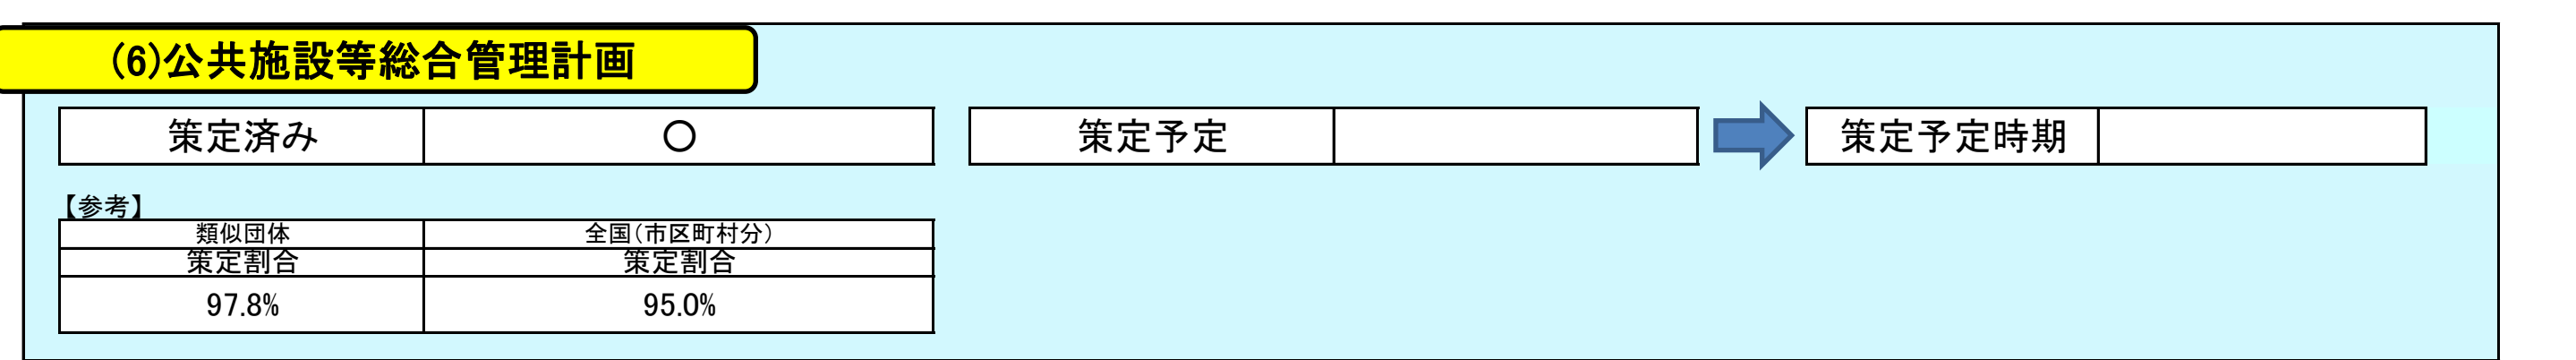 (6)公共施設等総合管理計画
策定済み ○ 策定予定 策定予定時期
【参考】
類似団体 全国(市区町村分)
策定割合 策定割合
97.8% 95.0%